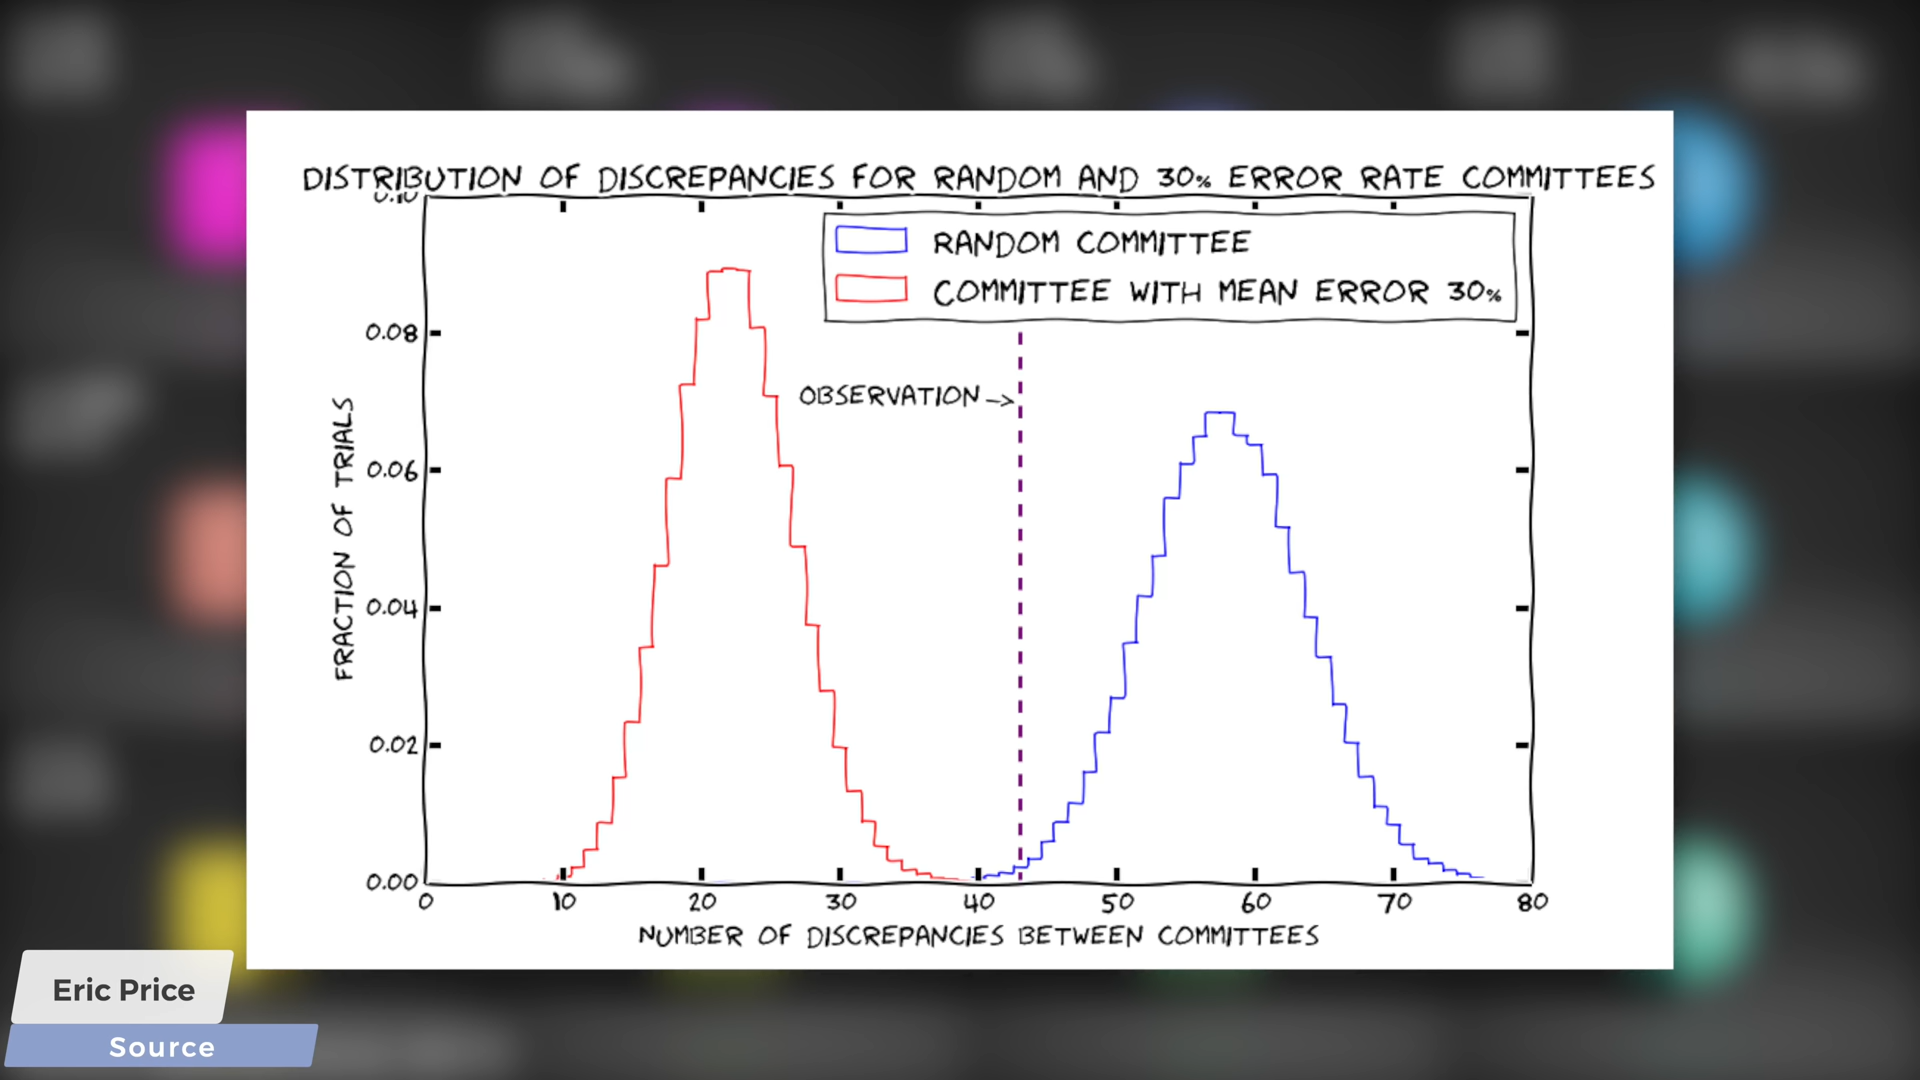 DISTRIBUTION OF DISCREPANCIES FOR RANDOM AND 30% ERROR RATE COMMITTEES
0.10
RANDOM COMMITTEE
COMMITTEE WITH MEAN ERROR 30%
0.08
OBSERVATION →
0.06
FRACTION OF TRIALS
0.04
0.02
0.00
0 10 20 30 40 50 60 70 80
NUMBER OF DISCREPANCIES BETWEEN COMMITTEES
Eric Price
Source